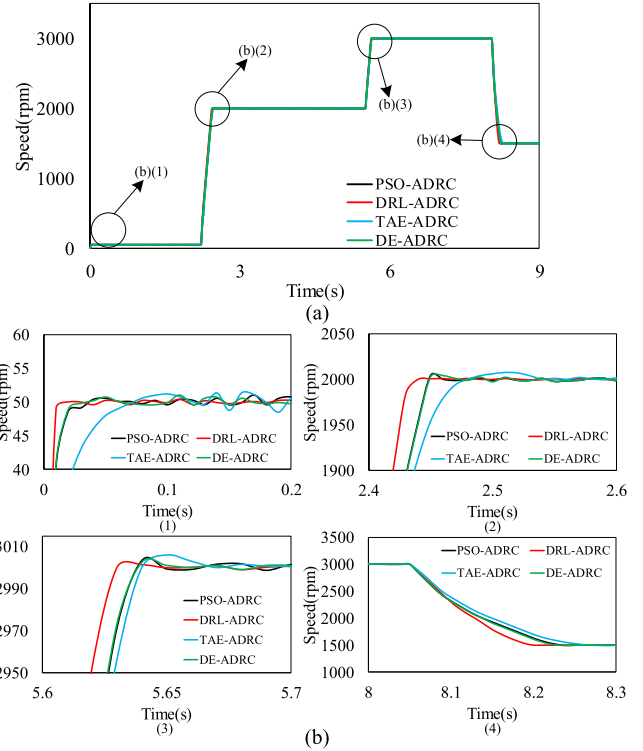 3000
2000
1000
0
Speed(rpm)
(b)(1)
(b)(2)
(b)(3)
(b)(4)
PSO-ADRC
DRL-ADRC
TAE-ADRC
DE-ADRC
0 3 6 9
Time(s)
(a)
60
55
50
45
40
Speed(rpm)
PSO-ADRC DRL-ADRC
TAE-ADRC DE-ADRC
0 0.1 0.2
Time(s)
(1)
2050
2000
1950
1900
Speed(rpm)
PSO-ADRC DRL-ADRC
TAE-ADRC DE-ADRC
2.4 2.5 2.6
Time(s)
(2)
3010
2990
2970
2950
PSO-ADRC
DRL-ADRC
TAE-ADRC
DE-ADRC
5.6 5.65 5.7
Time(s)
(3)
3500
3000
2500
2000
1500
1000
Speed(rpm)
PSO-ADRC DRL-ADRC
TAE-ADRC DE-ADRC
8 8.1 8.2 8.3
Time(s)
(4)
(b)